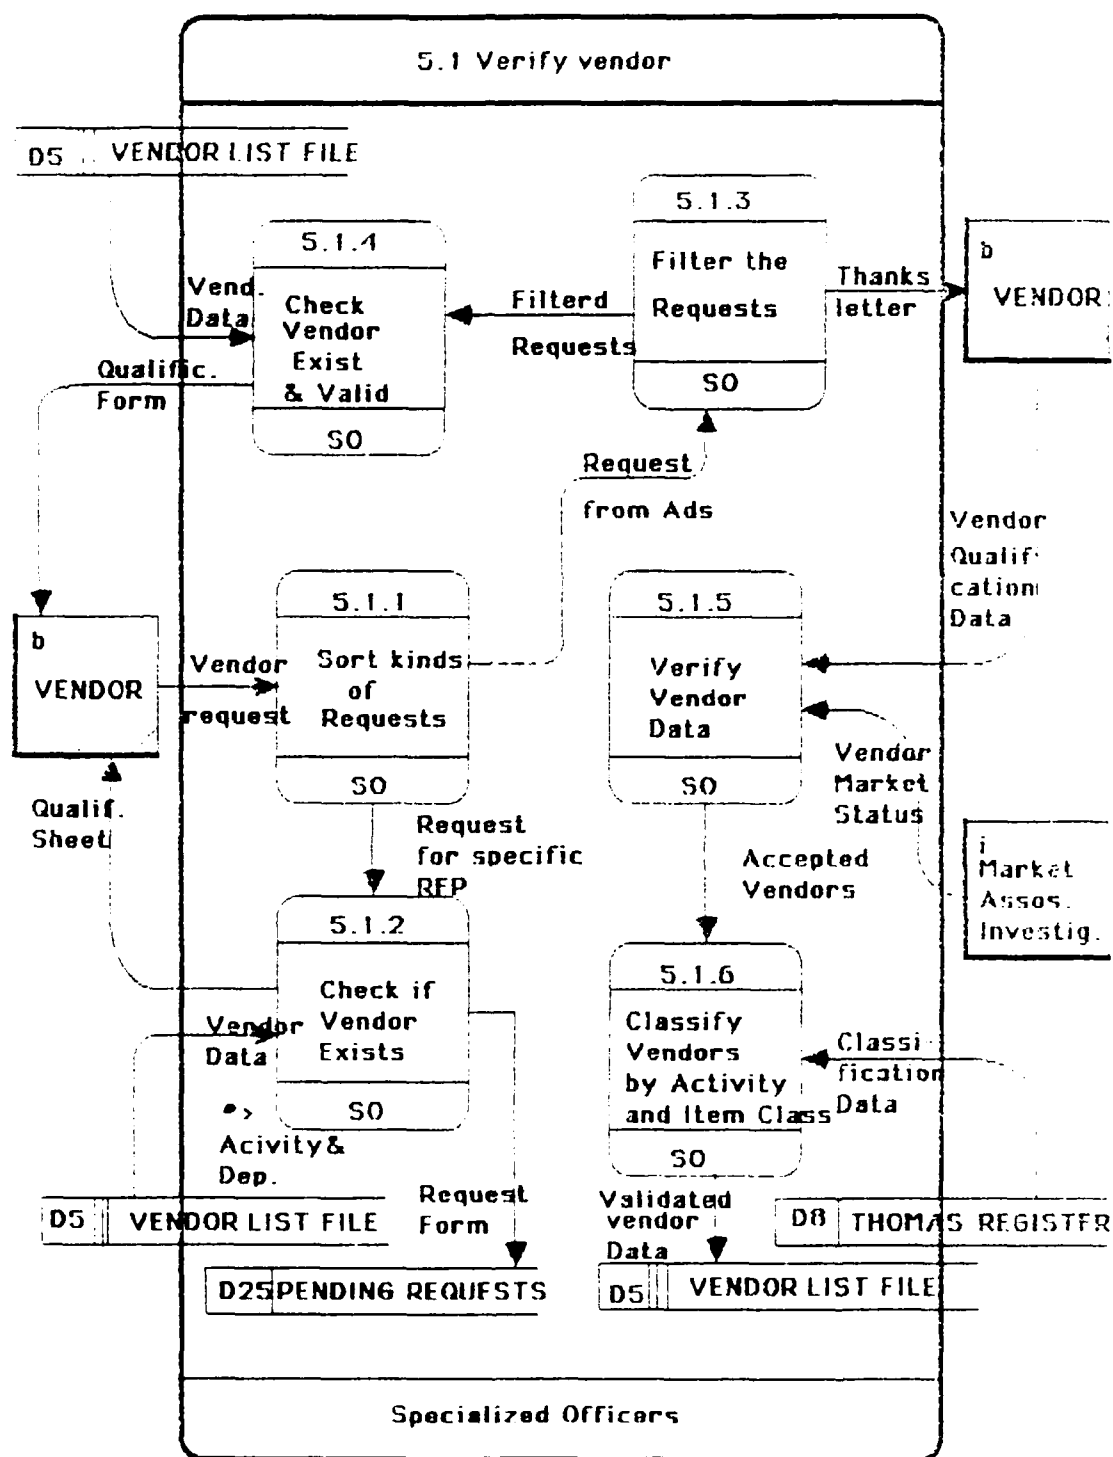 5.1 Verify vendor
D5 VENDOR LIST FILE
5.1.4
Check
Vendor
Exist
& Valid
SO
5.1.3
Filter the
Requests
SO
b
VENDOR
Vend.
Data
Filterd
Requests
Thanks
letter
Qualific.
Form
Request
from Ads
Vendor
Qualifi
cation
Data
b
VENDOR
Vendor
request
5.1.1
Sort kinds
of
Requests
SO
5.1.5
Verify
Vendor
Data
SO
Vendor
Market
Status
Qualif.
Sheet
Request
for specific
RFP
Accepted
Vendors
i
Market
Assos.
Investig.
5.1.2
Check if
Vendor
Exists
SO
5.1.6
Classify
Vendors
by Activity
and Item Class
SO
Vendor
Data
Classi
fication
Data
Acivity&
Dep.
D5 VENDOR LIST FILE
Request
Form
Validated
vendor
Data
D8 THOMAS REGISTER
D25 PENDING REQUESTS
D5 VENDOR LIST FILE
Specialized Officers